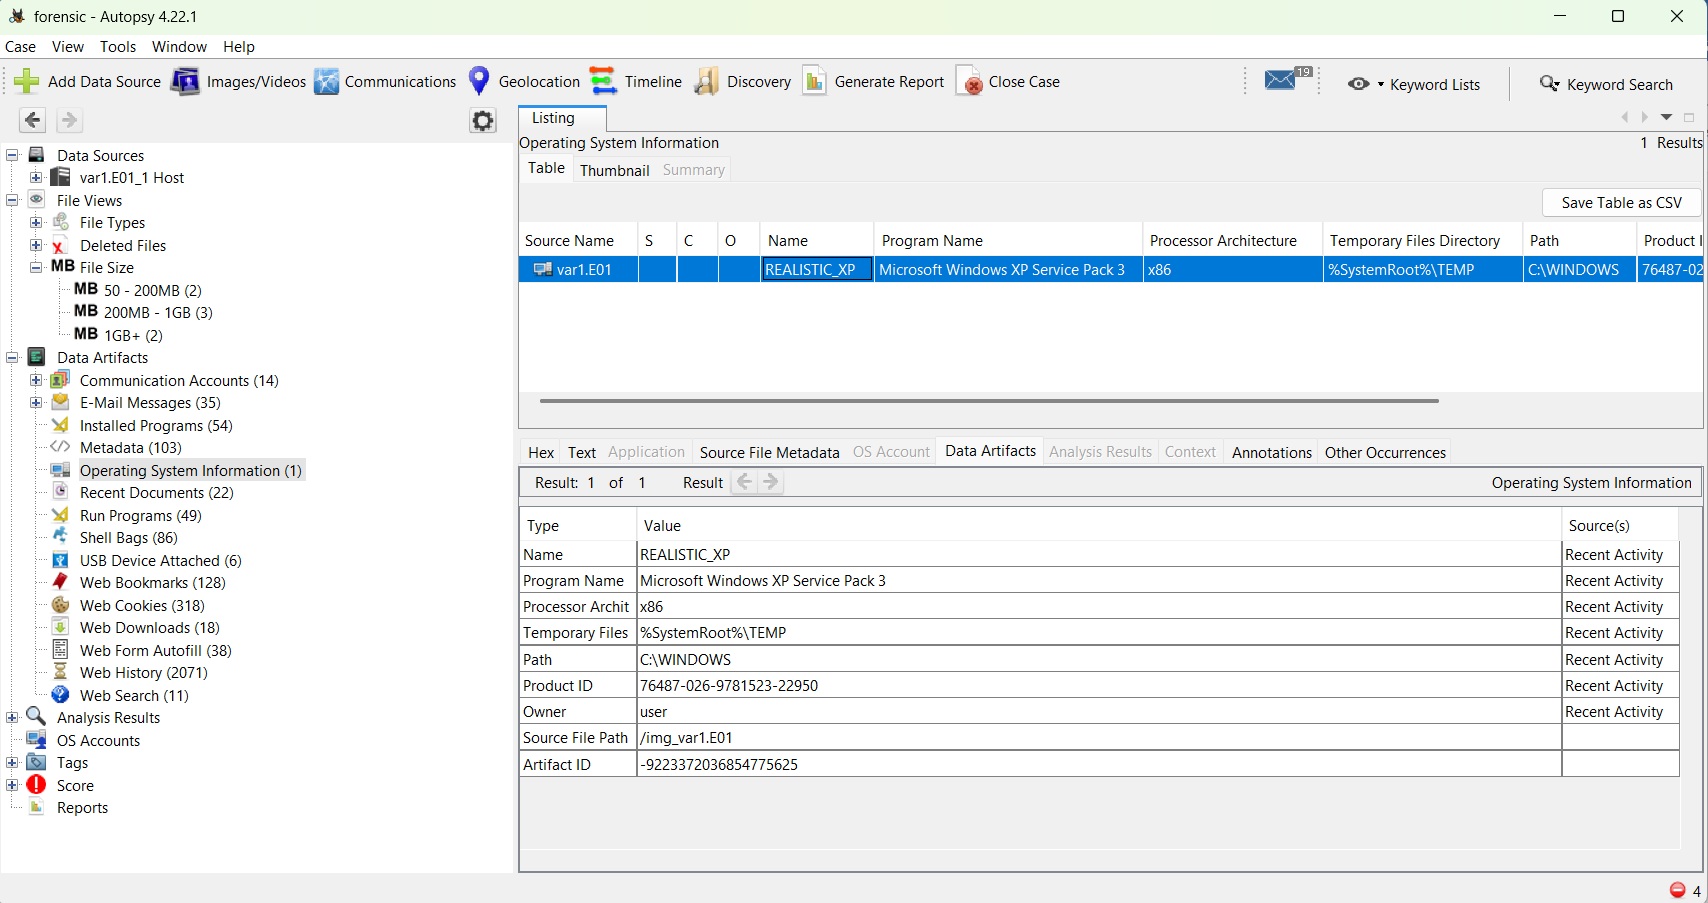 forensic - Autopsy 4.22.1
Case View Tools Window Help
Add Data Source Images/Videos Communications Geolocation Timeline Discovery Generate Report Close Case 19 Keyword Lists Keyword Search
Data Sources
var1.E01_1 Host
File Views
File Types
Deleted Files
MB File Size
MB 50 - 200MB (2)
MB 200MB - 1GB (3)
MB 1GB+ (2)
Data Artifacts
Communication Accounts (14)
E-Mail Messages (35)
Installed Programs (54)
Metadata (103)
Operating System Information (1)
Recent Documents (22)
Run Programs (49)
Shell Bags (86)
USB Device Attached (6)
Web Bookmarks (128)
Web Cookies (318)
Web Downloads (18)
Web Form Autofill (38)
Web History (2071)
Web Search (11)
Analysis Results
OS Accounts
Tags
Score
Reports
Listing
Operating System Information 1 Results
Table Thumbnail Summary
Save Table as CSV
Source Name S C O Name Program Name Processor Architecture Temporary Files Directory Path Product I
var1.E01 REALISTIC_XP Microsoft Windows XP Service Pack 3 x86 %SystemRoot%\TEMP C:\WINDOWS 76487-02
Hex Text Application Source File Metadata OS Account Data Artifacts Analysis Results Context Annotations Other Occurrences
Result: 1 of 1 Result Operating System Information
Type Value Source(s)
Name REALISTIC_XP Recent Activity
Program Name Microsoft Windows XP Service Pack 3 Recent Activity
Processor Archit x86 Recent Activity
Temporary Files %SystemRoot%\TEMP Recent Activity
Path C:\WINDOWS Recent Activity
Product ID 76487-026-9781523-22950 Recent Activity
Owner user Recent Activity
Source File Path /img_var1.E01
Artifact ID -9223372036854775625
4